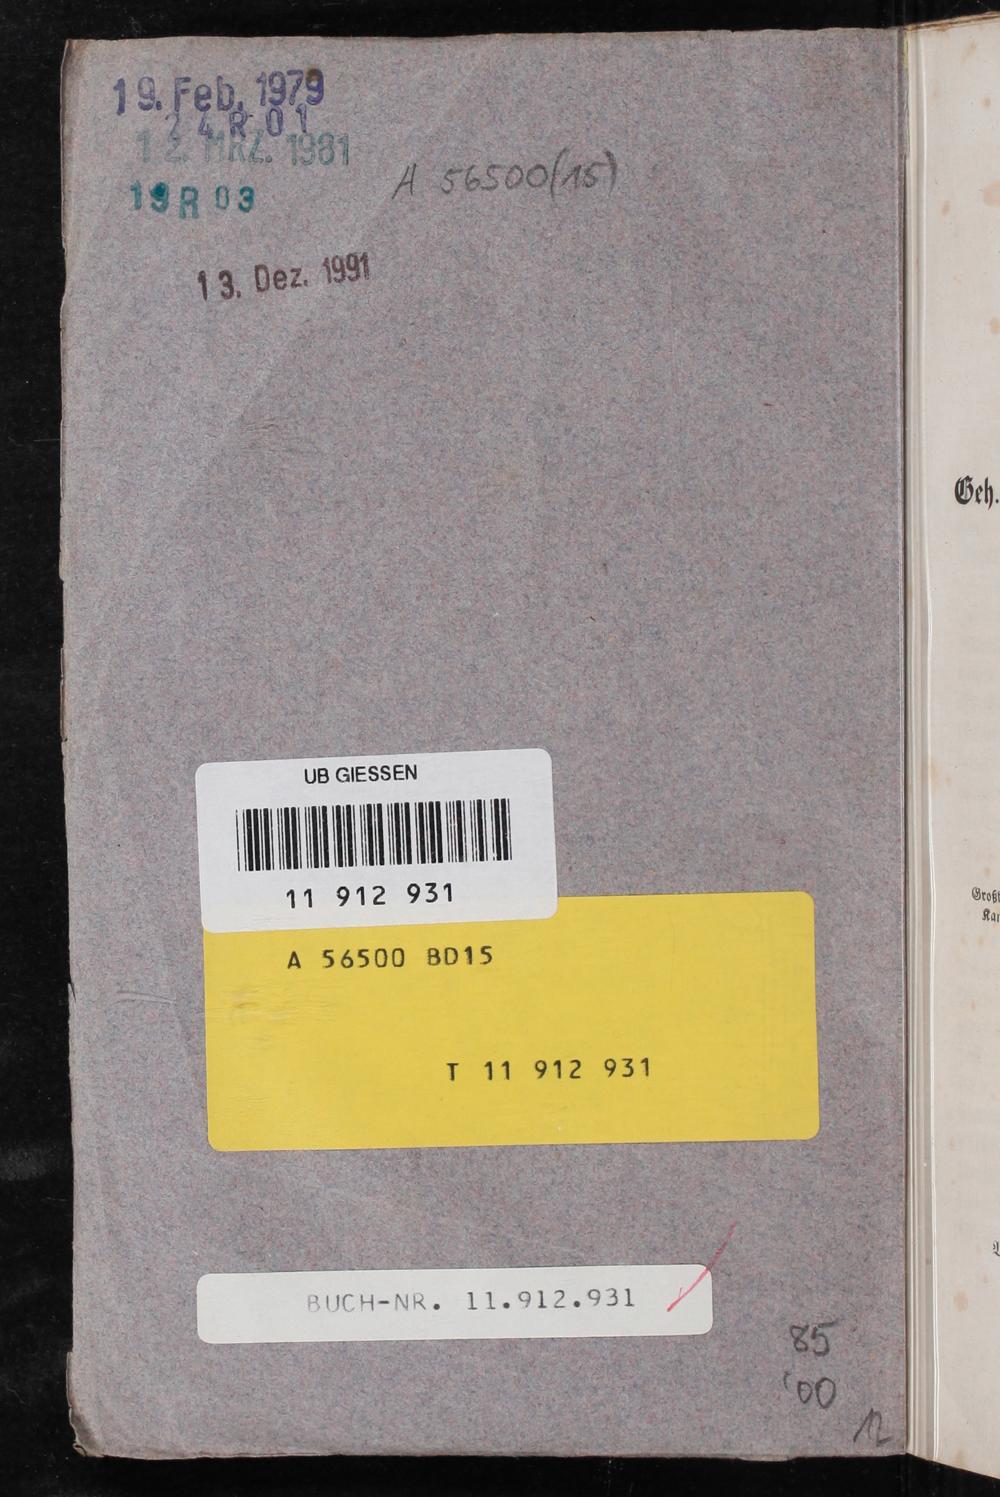 19. Feb. 1979
24 R 01
12. MRZ. 1981
19 R 03
A 56500(15)
13. Dez. 1991
UB GIESSEN
11 912 931
A 56500 BD15
T 11 912 931
BUCH-NR. 11.912.931
85
'00
12
Geh.